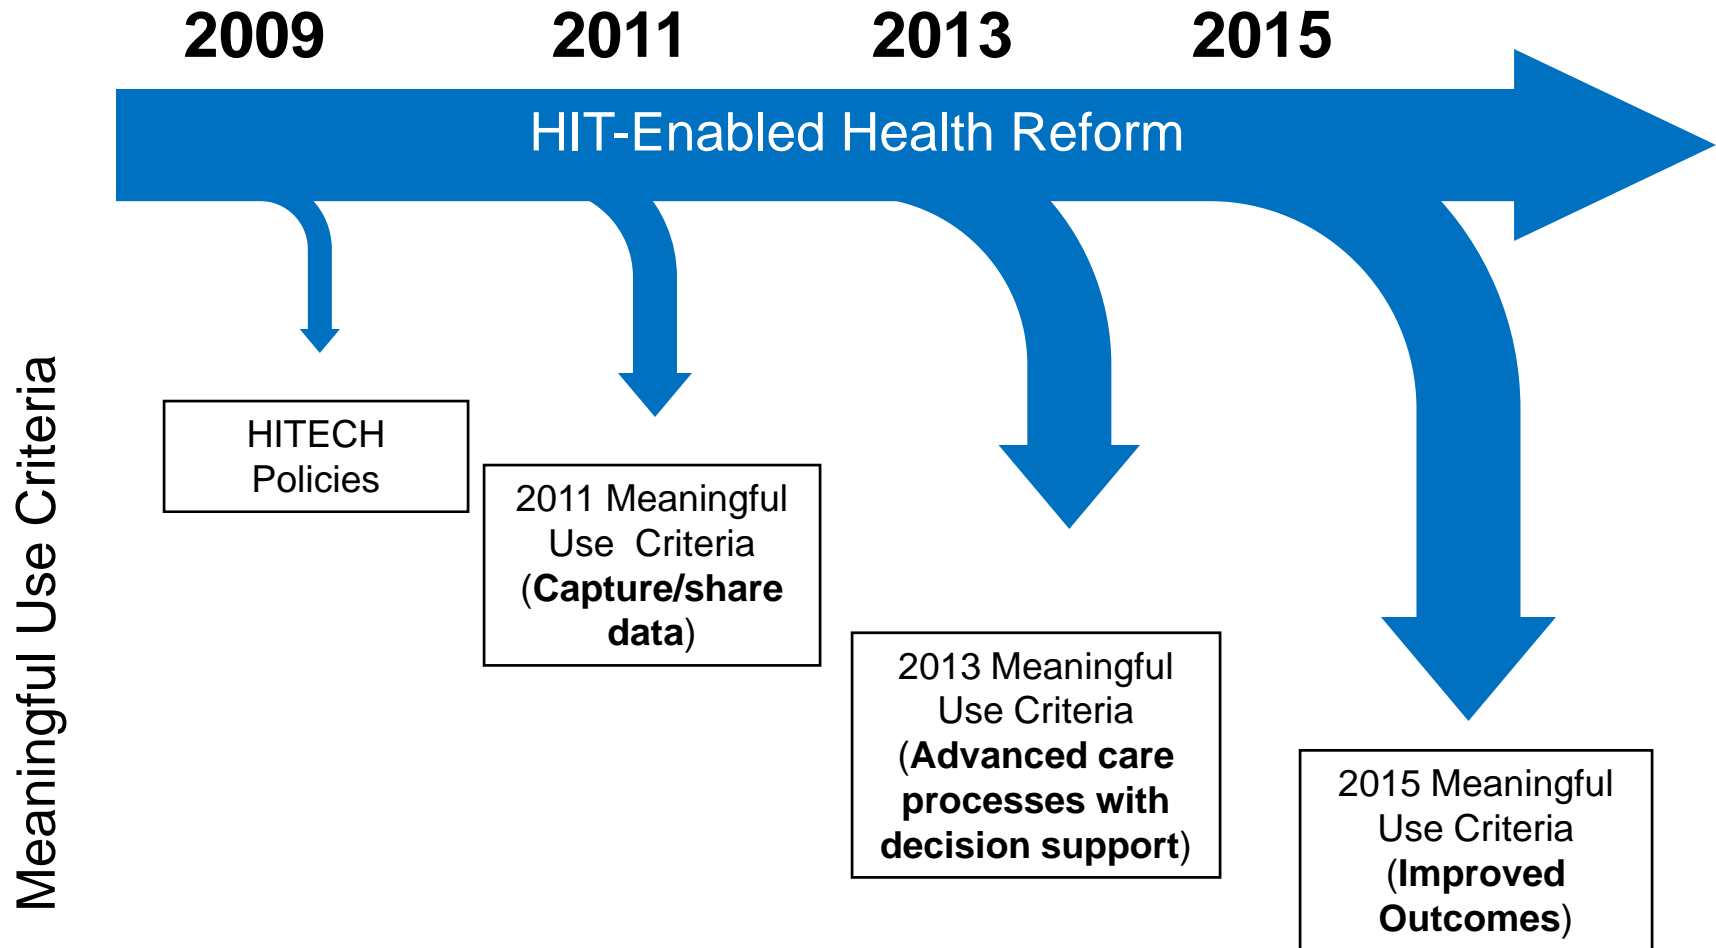 2009 2011 2013 2015
HIT-Enabled Health Reform
Meaningful Use Criteria
HITECH
Policies
2011 Meaningful
Use Criteria
(Capture/share
data)
2013 Meaningful
Use Criteria
(Advanced care
processes with
decision support)
2015 Meaningful
Use Criteria
(Improved
Outcomes)